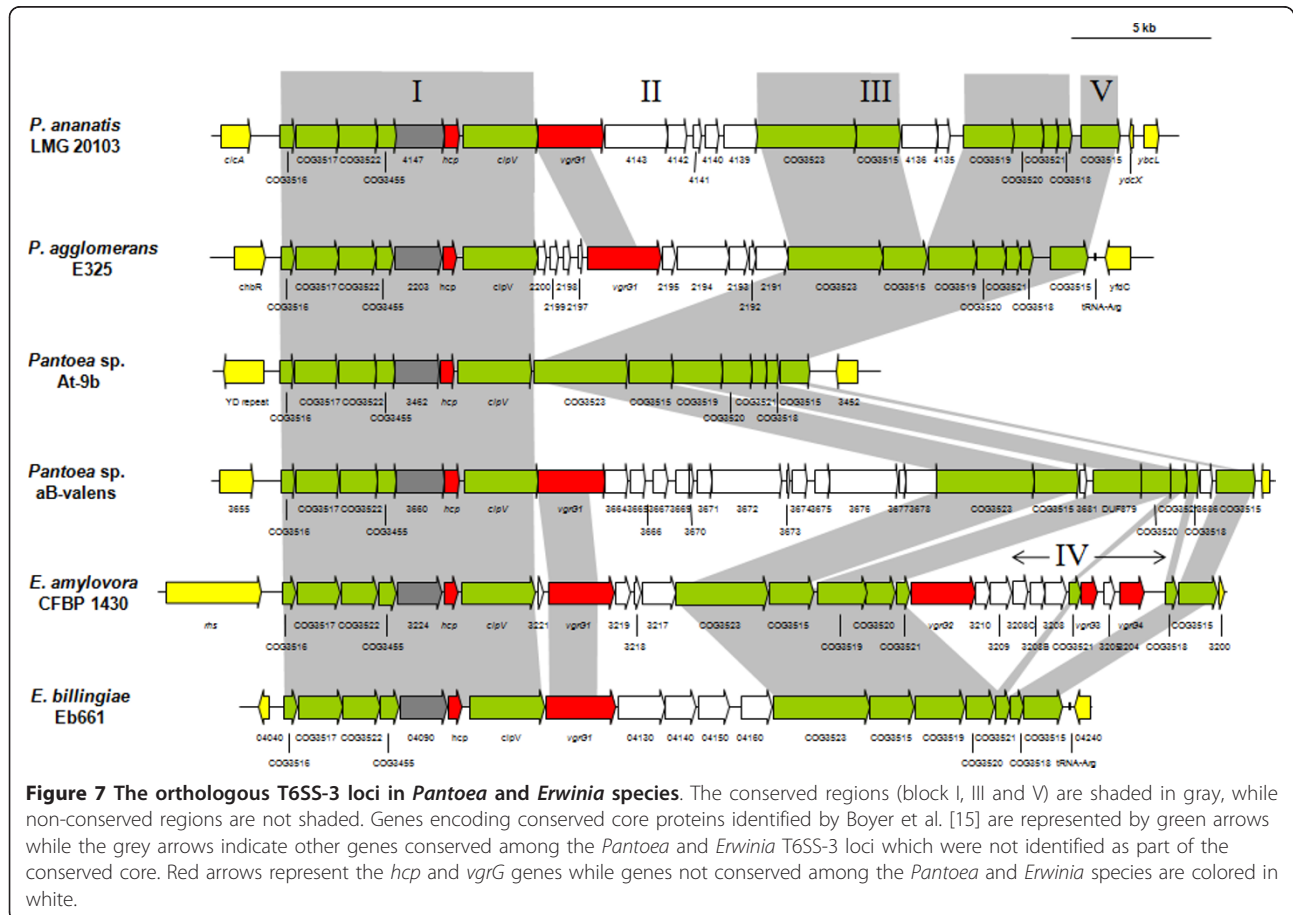 5 kb
I II III V
P. ananatis
LMG 20103
clcA COG3517 COG3522 4147 hcp clpV vgrG1 4143 4142 4140 4139 COG3523 COG3515 4136 4135 COG3519 COG3521 COG3515 ybcL
COG3516 COG3455 4141 COG3520 COG3518 ydcX
P. agglomerans
E325
chbR COG3517 COG3522 2203 hcp clpV 2200 2198 vgrG1 2195 2194 2193 2191 COG3523 COG3515 COG3519 COG3521 COG3515 yfdC
COG3516 COG3455 2199 2197 2192 COG3520 COG3518 tRNA-Arg
Pantoea sp.
At-9b
YD repeat COG3517 COG3522 3462 hcp clpV COG3523 COG3515 COG3519 COG3521 COG3515 3452
COG3516 COG3455 COG3520 COG3518
Pantoea sp.
aB-valens
3655 COG3517 COG3522 3660 hcp clpV vgrG1 3664 3665 3667 3669 3671 3672 3674 3675 3676 3677 3678 COG3523 COG3515 3681 DUF879 COG3521 3686 COG3515
COG3516 COG3455 3666 3670 3673 COG3520 COG3518
IV
E. amylovora
CFBP 1430
rhs COG3517 COG3522 3224 hcp clpV 3221 vgrG1 3219 3217 COG3523 COG3515 COG3520 vgrG2 3210 3208C 3208 vgrG3 vgrG4 COG3515
COG3516 COG3455 3218 COG3519 COG3521 3209 3208B COG3521 3205 3204 COG3518 3200
E. billingiae
Eb661
04040 COG3517 COG3522 04090 hcp clpV vgrG1 04130 04140 04150 04160 COG3523 COG3515 COG3519 COG3521 COG3515 04240
COG3516 COG3455 COG3520 COG3518 tRNA-Arg
Figure 7 The orthologous T6SS-3 loci in Pantoea and Erwinia species. The conserved regions (block I, III and V) are shaded in gray, while
non-conserved regions are not shaded. Genes encoding conserved core proteins identified by Boyer et al. [15] are represented by green arrows
while the grey arrows indicate other genes conserved among the Pantoea and Erwinia T6SS-3 loci which were not identified as part of the
conserved core. Red arrows represent the hcp and vgrG genes while genes not conserved among the Pantoea and Erwinia species are colored in
white.